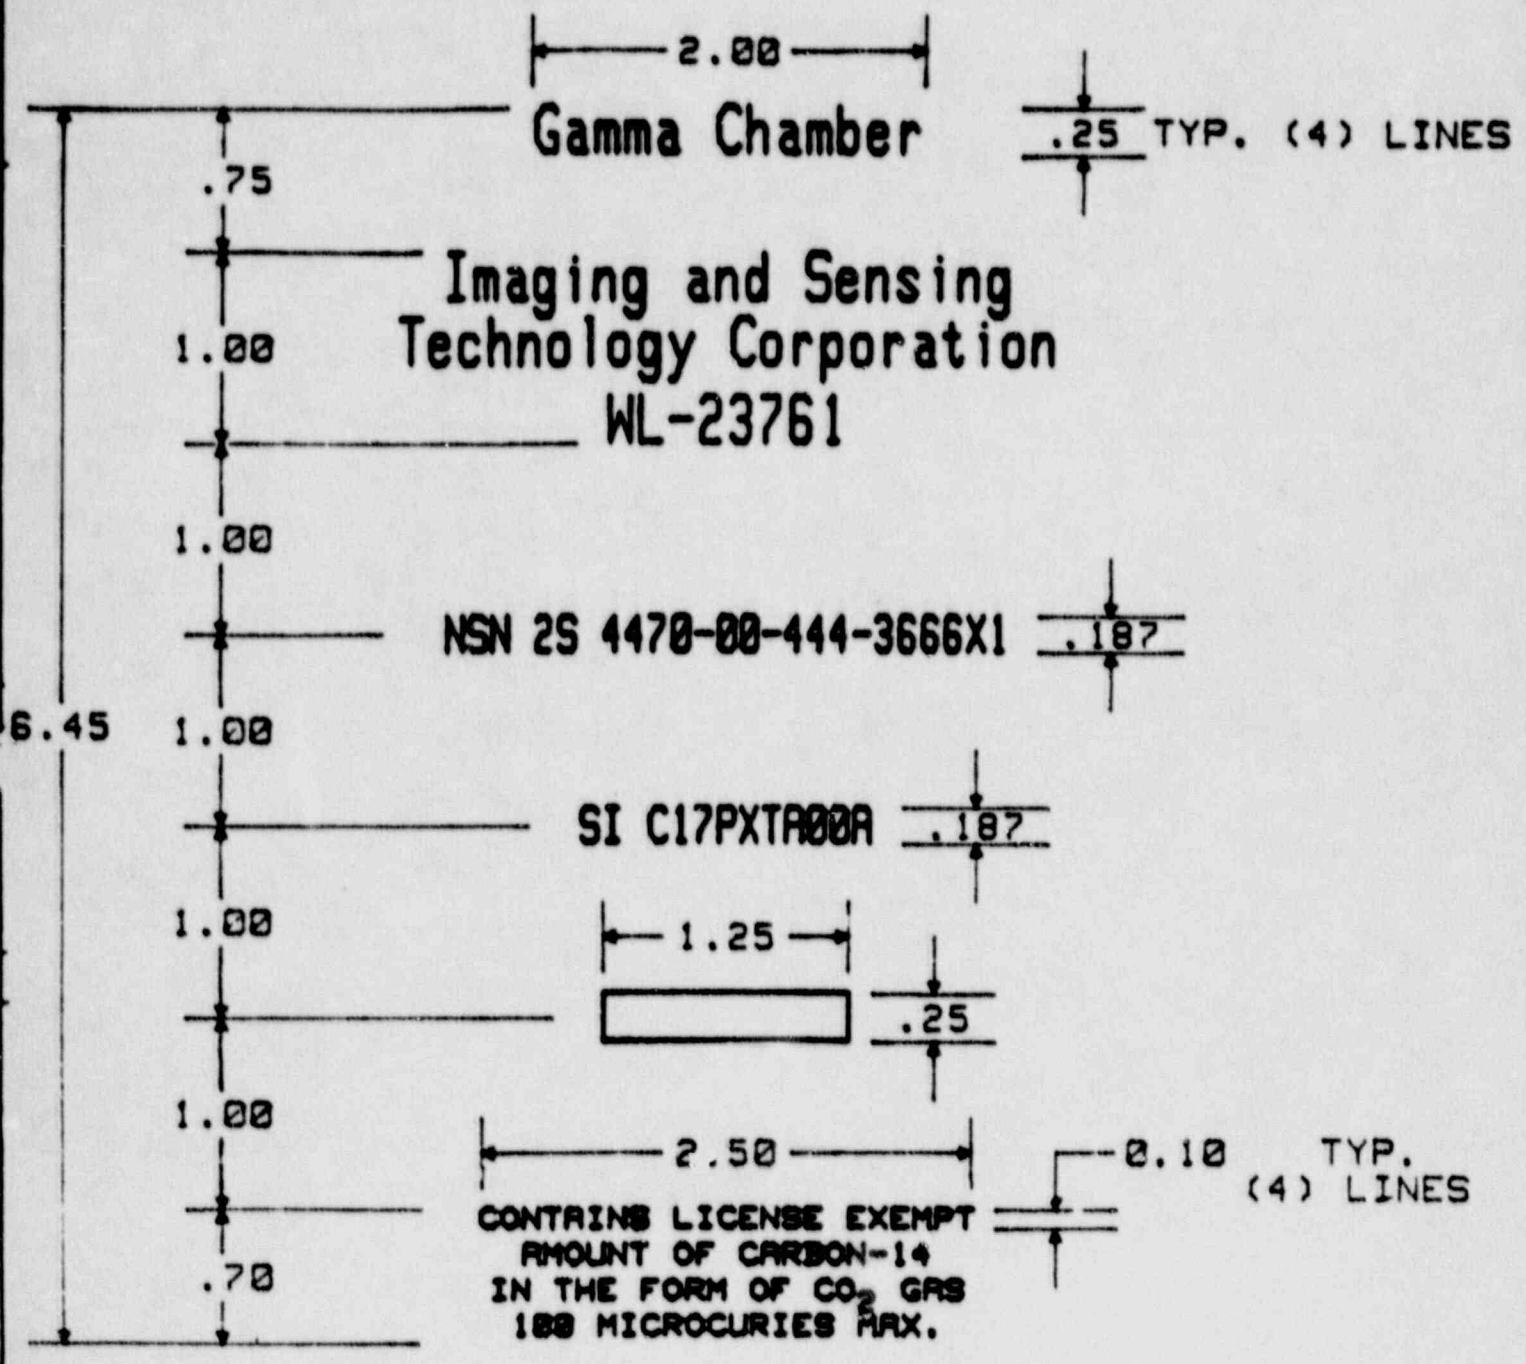 2.00
Gamma Chamber
.25 TYP. (4) LINES
.75
Imaging and Sensing
1.00
Technology Corporation
WL-23761
1.00
NSN 2S 4470-00-444-3666X1
.187
6.45
1.00
SI C17PXTA00A
.187
1.00
1.25
.25
1.00
2.50
0.10 TYP.
(4) LINES
CONTAINS LICENSE EXEMPT
AMOUNT OF CARBON-14
.70
IN THE FORM OF CO₂ GAS
100 MICROCURIES MAX.